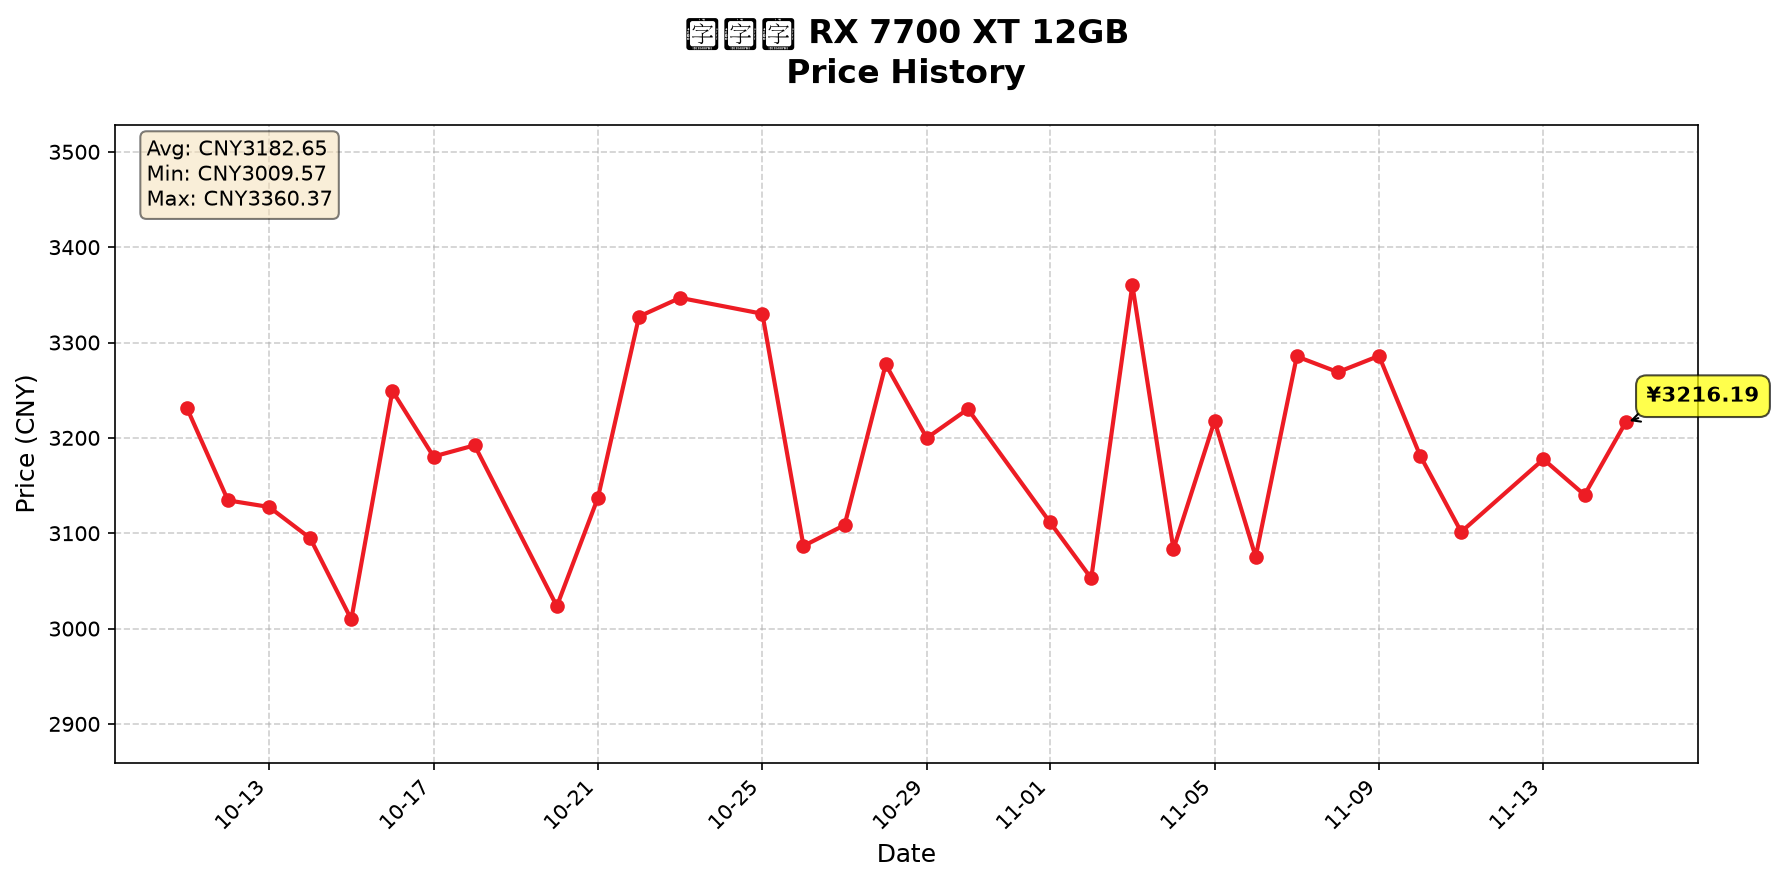 RX 7700 XT 12GB
Price History
Avg: CNY3182.65
Min: CNY3009.57
Max: CNY3360.37
3500
3400
3300
3200
3100
3000
2900
Price (CNY)
¥3216.19
10-13
10-17
10-21
10-25
10-29
11-01
11-05
11-09
11-13
Date